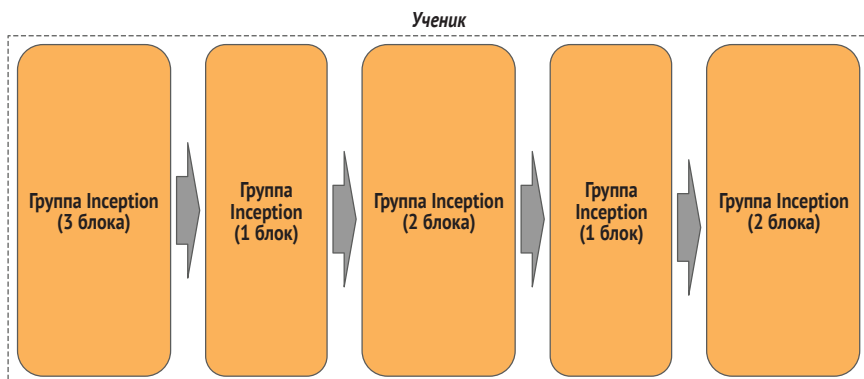 Ученик
Группа Inception
(3 блока)
Группа
Inception
(1 блок)
Группа Inception
(2 блока)
Группа
Inception
(1 блок)
Группа Inception
(2 блока)